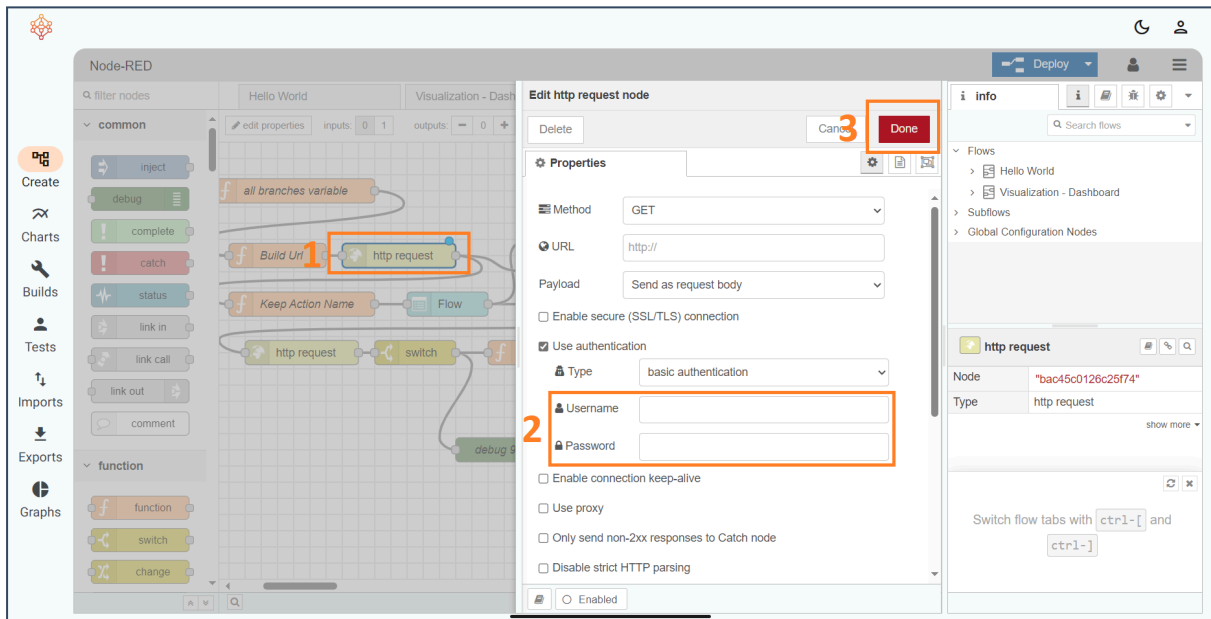 Node-RED
Deploy
filter nodes
Hello World
Visualization - Dash
edit properties
inputs: 0 1
outputs: - 0 +
common
inject
debug
complete
catch
status
link in
link call
link out
comment
function
function
switch
change
Create
Charts
Builds
Tests
Imports
Exports
Graphs
all branches variable
Build Url
1
http request
Keep Action Name
Flow
http request
switch
debug 9
Edit http request node
Delete
Cance
3
Done
Properties
Method
GET
URL
http://
Payload
Send as request body
Enable secure (SSL/TLS) connection
Use authentication
Type
basic authentication
2
Username
Password
Enable connection keep-alive
Use proxy
Only send non-2xx responses to Catch node
Disable strict HTTP parsing
Enabled
i info
i
Search flows
Flows
Hello World
Visualization - Dashboard
Subflows
Global Configuration Nodes
http request
Node "bac45c0126c25f74"
Type http request
show more
Switch flow tabs with ctrl-[ and
ctrl-]